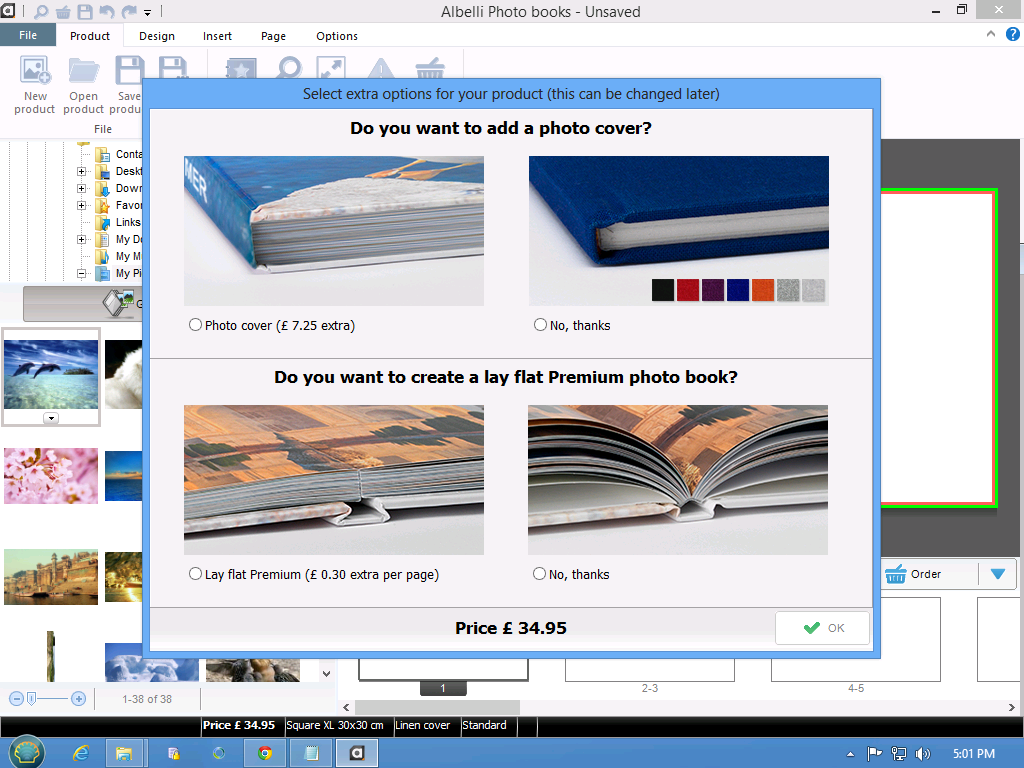 Albelli Photo books - Unsaved
File
Product
Design
Insert
Page
Options
New product
Open product
Save
produ
File
Select extra options for your product (this can be changed later)
Do you want to add a photo cover?
MER
Photo cover (£ 7.25 extra)
No, thanks
Do you want to create a lay flat Premium photo book?
Lay flat Premium (£ 0.30 extra per page)
No, thanks
Price £ 34.95
OK
Conta
Deskt
Down
Favor
Links
My Do
My M
My Pi
G
Order
1
2-3
4-5
1-38 of 38
Price £ 34.95
Square XL 30x30 cm
Linen cover
Standard
5:01 PM